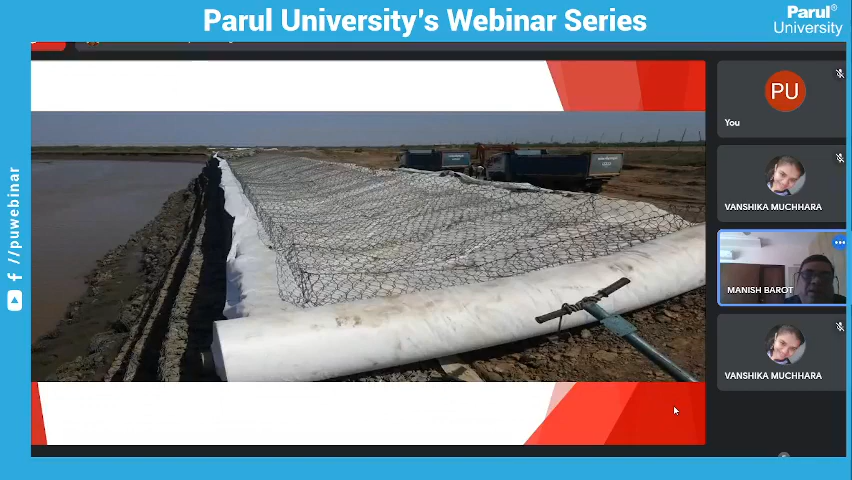 Parul University's Webinar Series
Parul®
University
PU
You
VANSHIKA MUCHHARA
MANISH BAROT
VANSHIKA MUCHHARA
/puwebinar